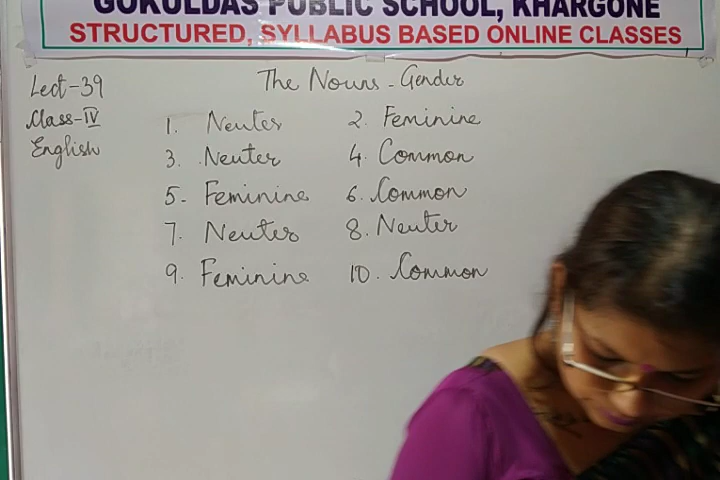 GOKULDAS PUBLIC SCHOOL, KHARGONE
STRUCTURED, SYLLABUS BASED ONLINE CLASSES
Lect-39
Class-IV
English
The Nouns - Gender
1. Neuter 2. Feminine
3. Neuter 4. Common
5- Feminine 6. Common
7. Neuter 8. Neuter
9. Feminine 10. Common